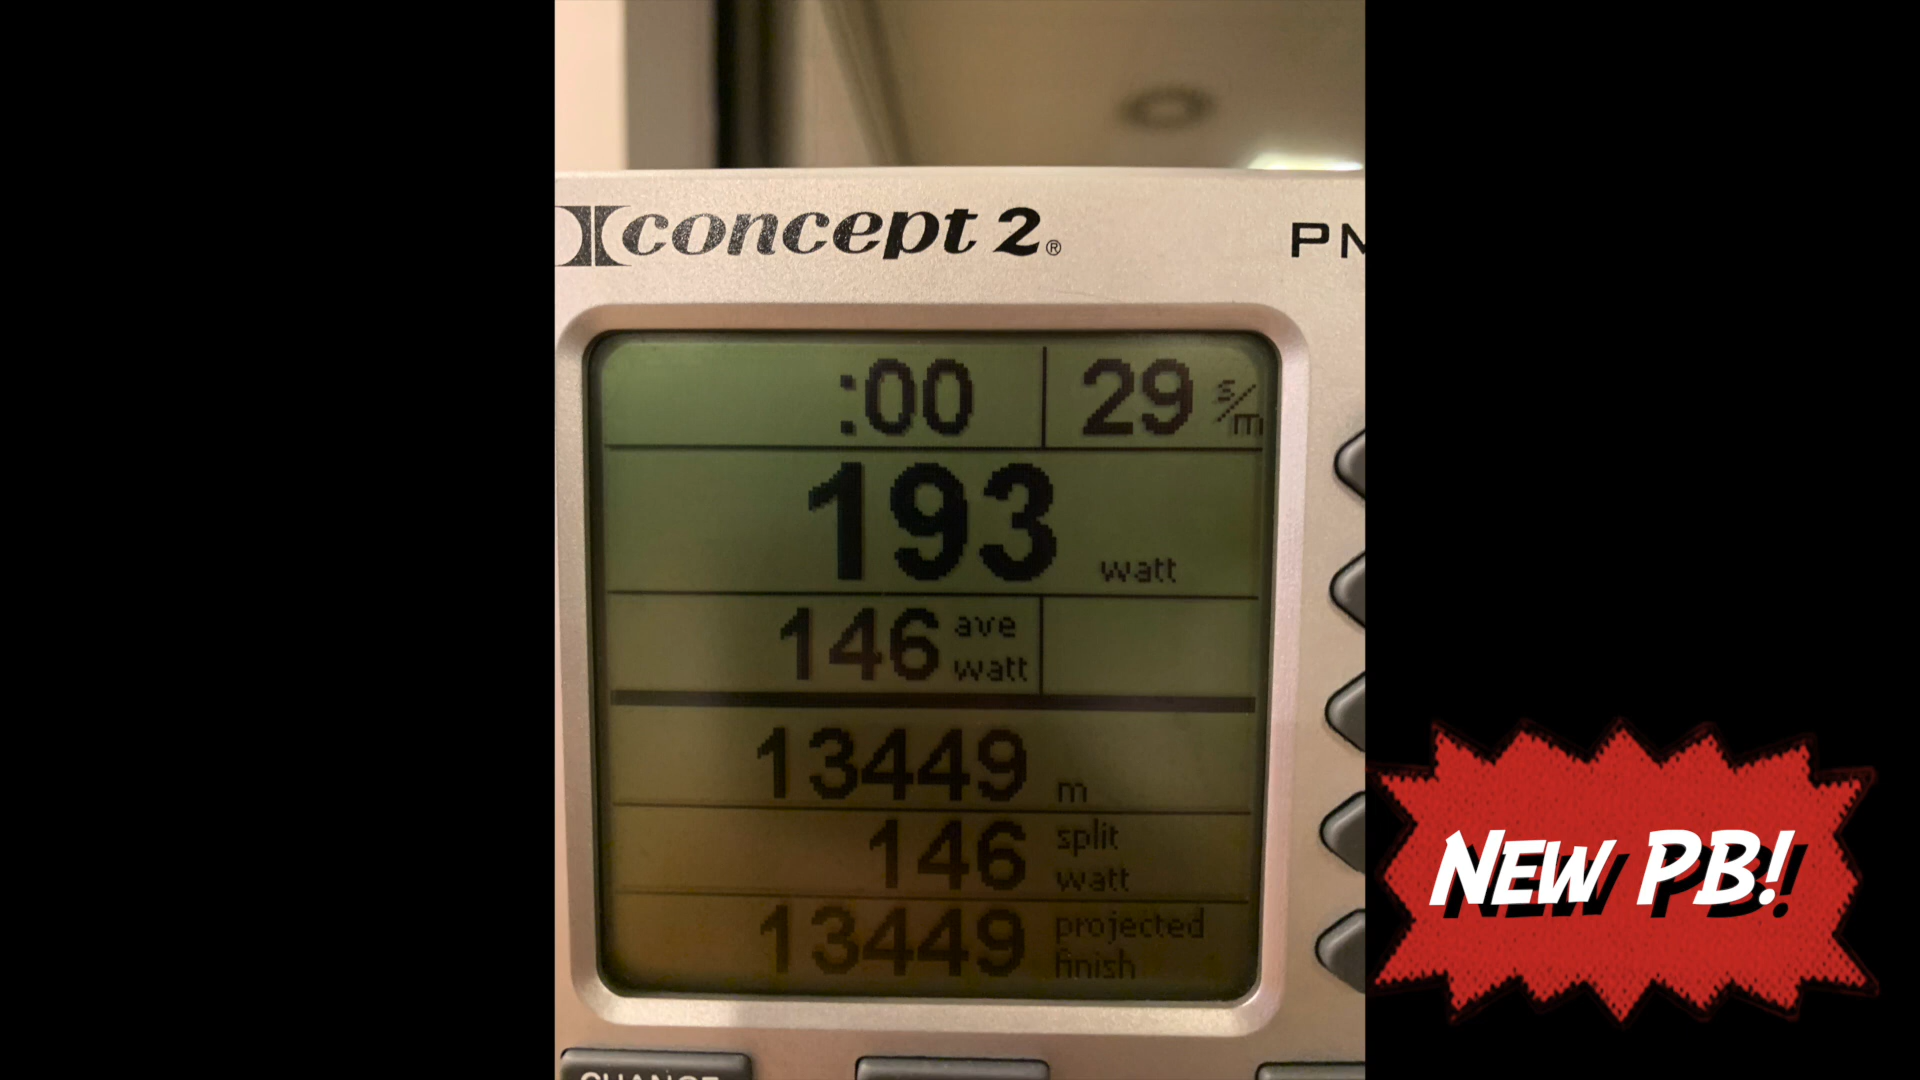 concept 2®
PM
:00 29 s/m
193 watt
146 ave watt
13449 m
146 split watt
13449 projected finish
CHANGE
NEW PB!